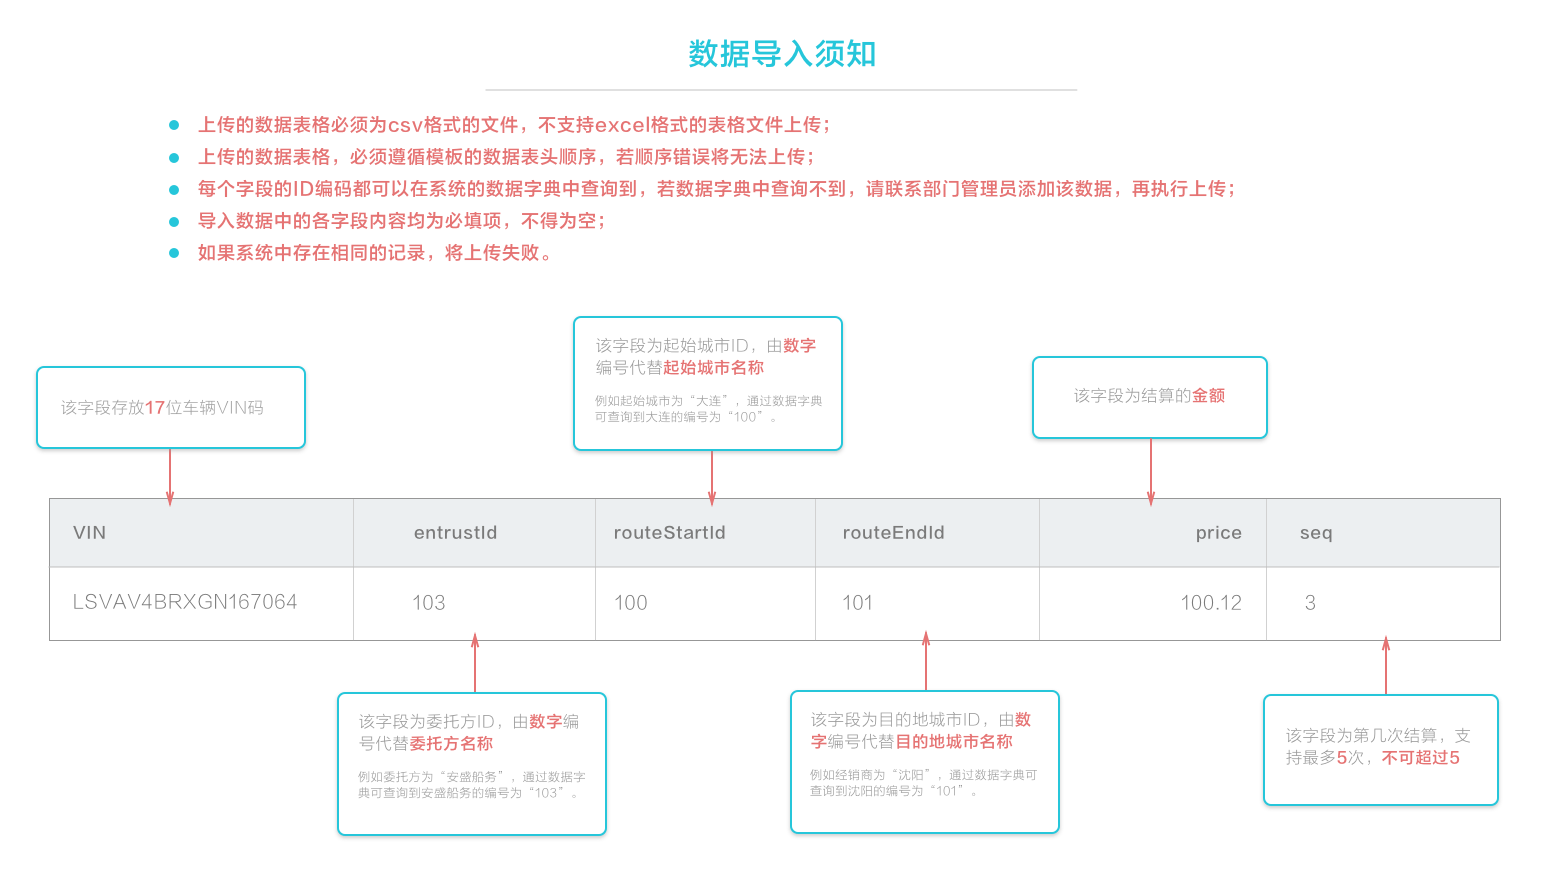 数据导入须知
上传的数据表格必须为csv格式的文件，不支持excel格式的表格文件上传；
上传的数据表格，必须遵循模板的数据表头顺序，若顺序错误将无法上传；
每个字段的ID编码都可以在系统的数据字典中查询到，若数据字典中查询不到，请联系部门管理员添加该数据，再执行上传；
导入数据中的各字段内容均为必填项，不得为空；
如果系统中存在相同的记录，将上传失败。
该字段存放17位车辆VIN码
该字段为起始城市ID，由数字
编号代替起始城市名称
例如起始城市为“大连”，通过数据字典
可查询到大连的编号为“100”。
该字段为结算的金额
VIN entrustId routeStartId routeEndId price seq
LSVAV4BRXGN167064 103 100 101 100.12 3
该字段为委托方ID，由数字编
号代替委托方名称
例如委托方为“安盛船务”，通过数据字
典可查询到安盛船务的编号为“103”。
该字段为目的地城市ID，由数
字编号代替目的地城市名称
例如经销商为“沈阳”，通过数据字典可
查询到沈阳的编号为“101”。
该字段为第几次结算，支
持最多5次，不可超过5